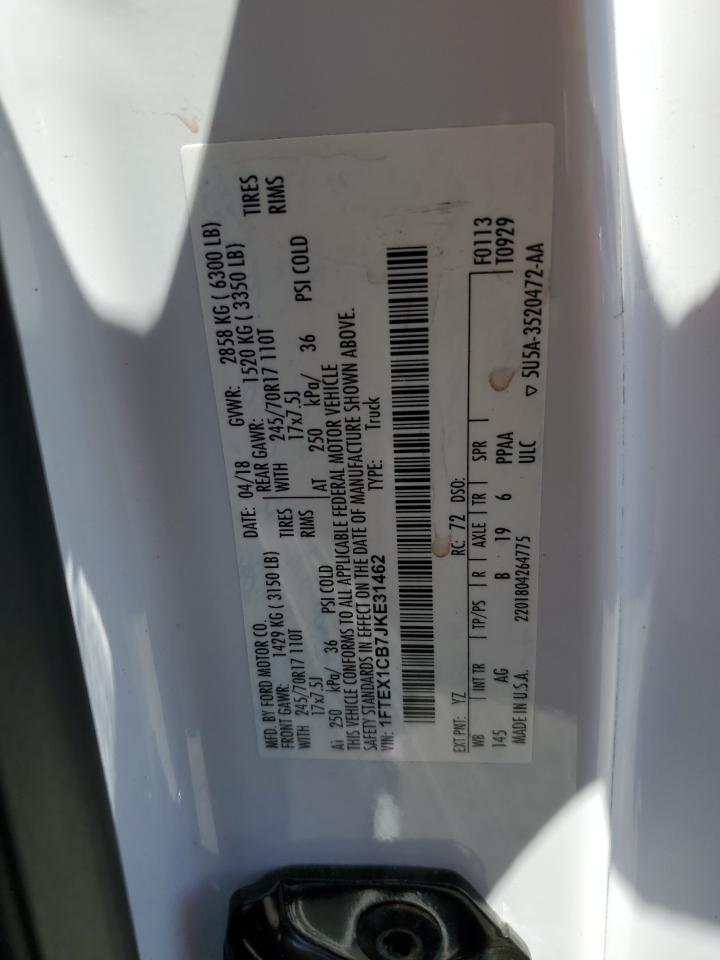 MFD. BY FORD MOTOR CO.
DATE: 04/18 GVWR: 2858 KG ( 6300 LB)
FRONT GAWR: 1429 KG ( 3150 LB) REAR GAWR: 1520 KG ( 3350 LB)
WITH 245/70R17 110T TIRES WITH 245/70R17 110T TIRES
17x7.5J RIMS 17x7.5J RIMS
AT 250 kPa/ 36 PSI COLD AT 250 kPa/ 36 PSI COLD
THIS VEHICLE CONFORMS TO ALL APPLICABLE FEDERAL MOTOR VEHICLE
SAFETY STANDARDS IN EFFECT ON THE DATE OF MANUFACTURE SHOWN ABOVE.
VIN: 1FTEX1CB7JKE31462 TYPE: Truck
EXT PNT: YZ RC: 72 DSO: F0113
WB INT TR TP/PS R AXLE TR SPR T0929
145 AG B 19 6 PPAA
MADE IN U.S.A. 2201804264775 ULC ▽ 5U5A-3520472-AA